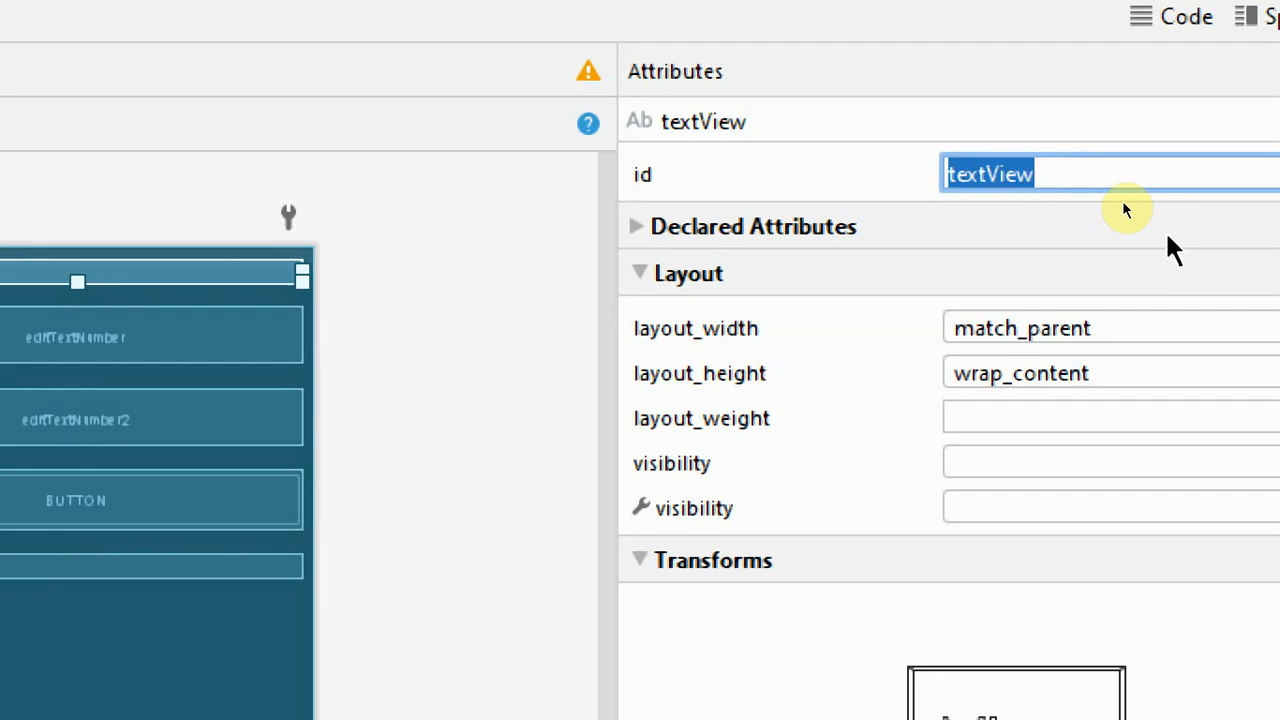 Code
Attributes
Ab textView
id textView
Declared Attributes
Layout
layout_width match_parent
editTextNumber
layout_height wrap_content
layout_weight
editTextNumber2
visibility
BUTTON
visibility
Transforms